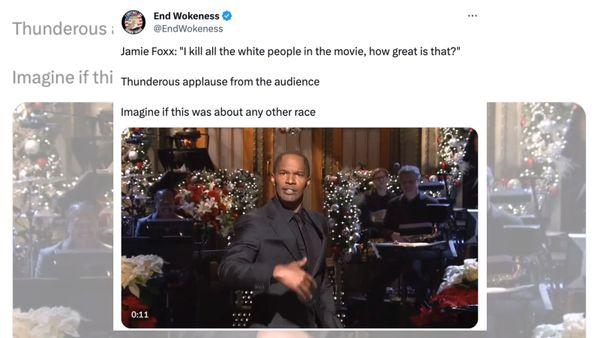 Thunderous a
Imagine if thi
End Wokeness
@EndWokeness
Jamie Foxx: "I kill all the white people in the movie, how great is that?"
Thunderous applause from the audience
Imagine if this was about any other race
0:11